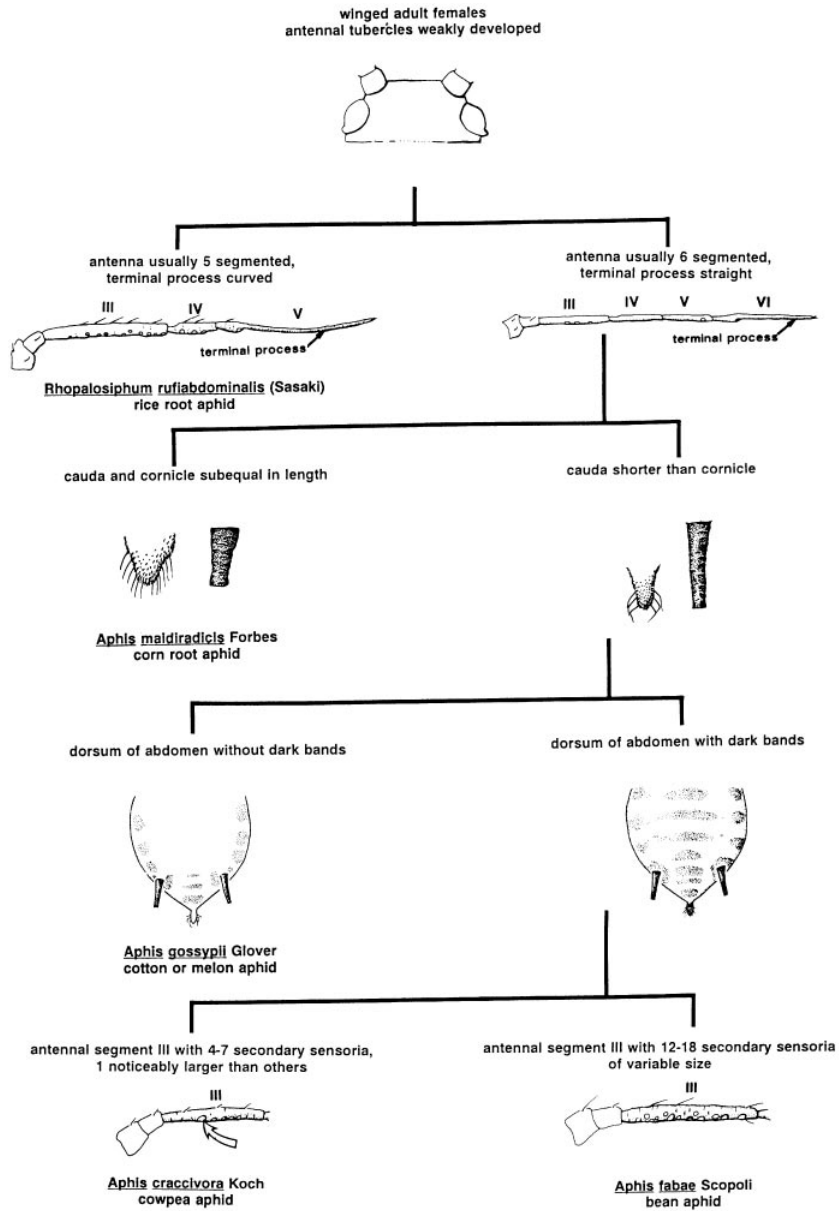 winged adult females
antennal tubercles weakly developed
antenna usually 5 segmented,
terminal process curved
antenna usually 6 segmented,
terminal process straight
III IV V
terminal process
III IV V VI
terminal process
Rhopalosiphum rufiabdominalis (Sasaki)
rice root aphid
cauda and cornicle subequal in length
cauda shorter than cornicle
Aphis maidiradicis Forbes
corn root aphid
dorsum of abdomen without dark bands
dorsum of abdomen with dark bands
Aphis gossypii Glover
cotton or melon aphid
antennal segment III with 4-7 secondary sensoria,
1 noticeably larger than others
antennal segment III with 12-18 secondary sensoria
of variable size
III
III
Aphis craccivora Koch
cowpea aphid
Aphis fabae Scopoli
bean aphid